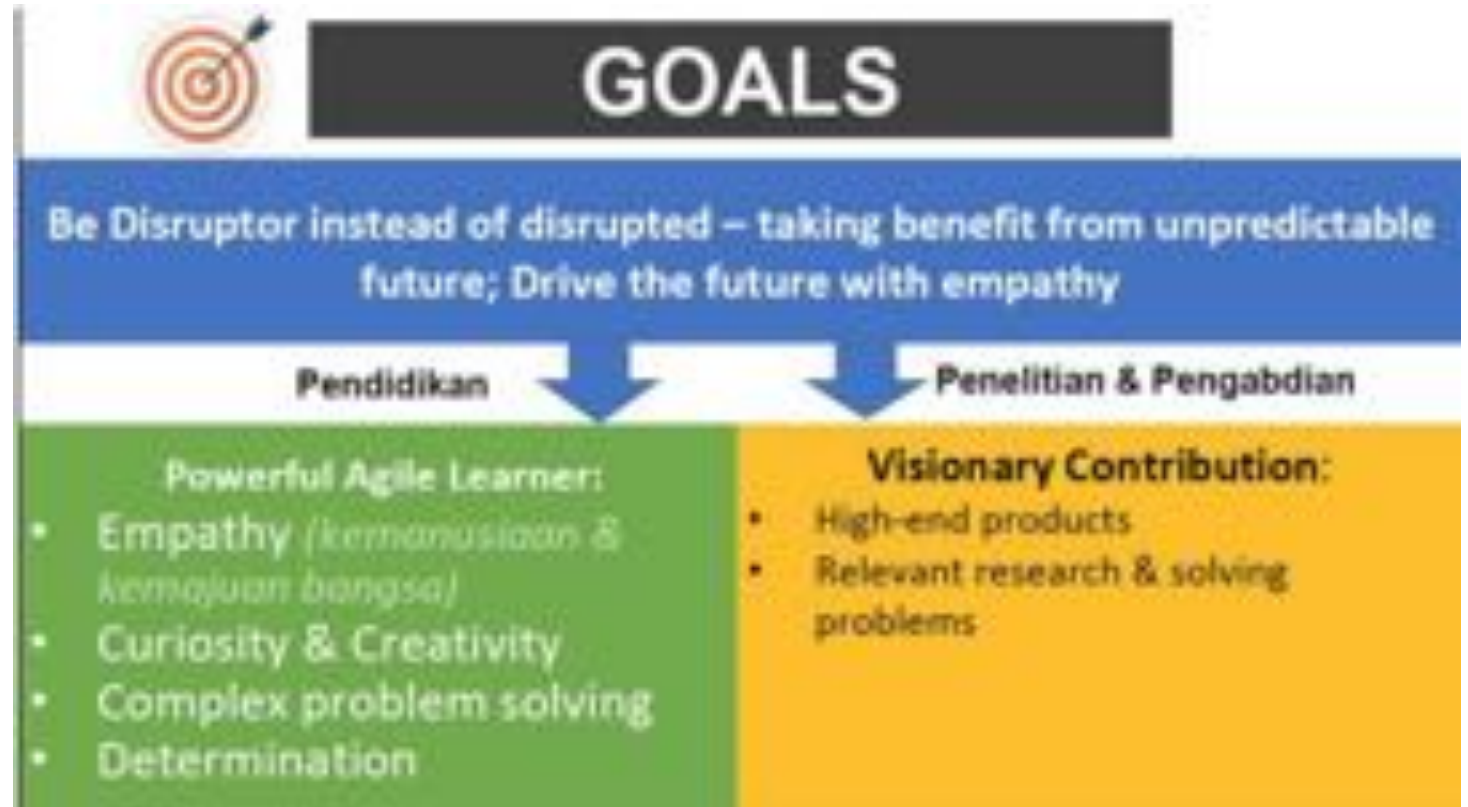 GOALS
Be Disruptor instead of disrupted – taking benefit from unpredictable
future; Drive the future with empathy
Pendidikan
Penelitian & Pengabdian
Powerful Agile Learner:
• Empathy (kemanusiaan &
kemajuan bangsa)
• Curiosity & Creativity
• Complex problem solving
• Determination
Visionary Contribution:
• High-end products
• Relevant research & solving
problems